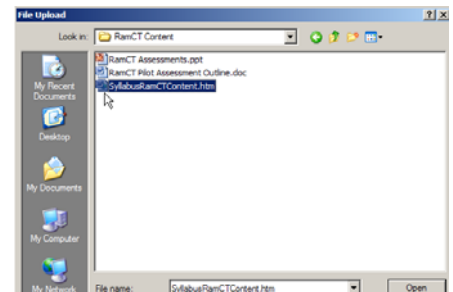 File Upload
Look in: RamCT Content
RamCT Assessments.ppt
RamCT Pilot Assessment Outline.doc
SyllabusRamCTContent.htm
My Recent
Documents
Desktop
My Documents
My Computer
My Network
File name: SyllabusRamCTContent.htm Open